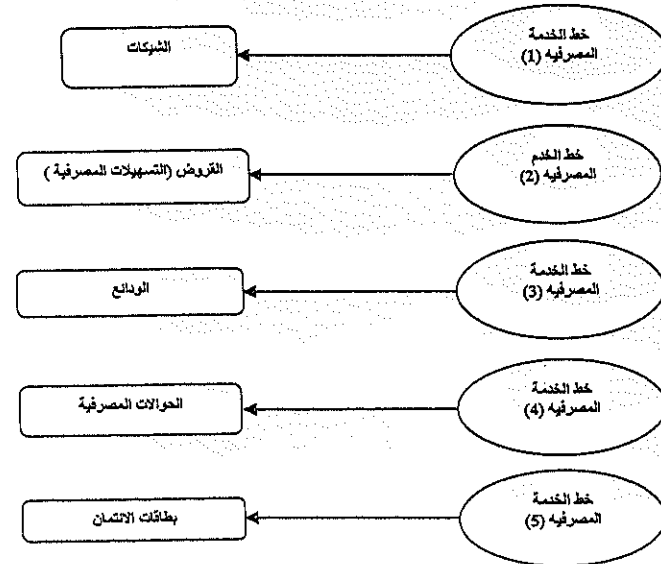 خط الخدمة
المصرفيه (1)
الشيكات
خط الخدم
المصرفيه (2)
القروض (التسهيلات المصرفية )
خط الخدمة
المصرفيه (3)
الودائع
خط الخدمة
المصرفيه (4)
الحوالات المصرفية
خط الخدمة
المصرفيه (5)
بطاقات الائتمان